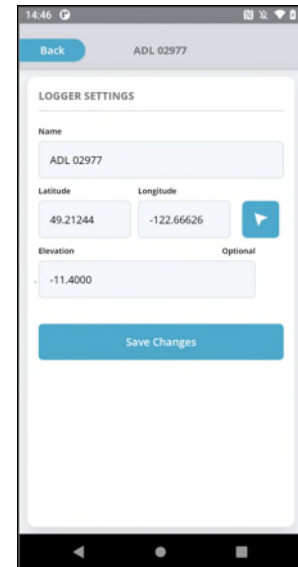 14:46
Back ADL 02977
LOGGER SETTINGS
Name
ADL 02977
Latitude Longitude
49.21244 -122.66626
Elevation Optional
-11.4000
Save Changes